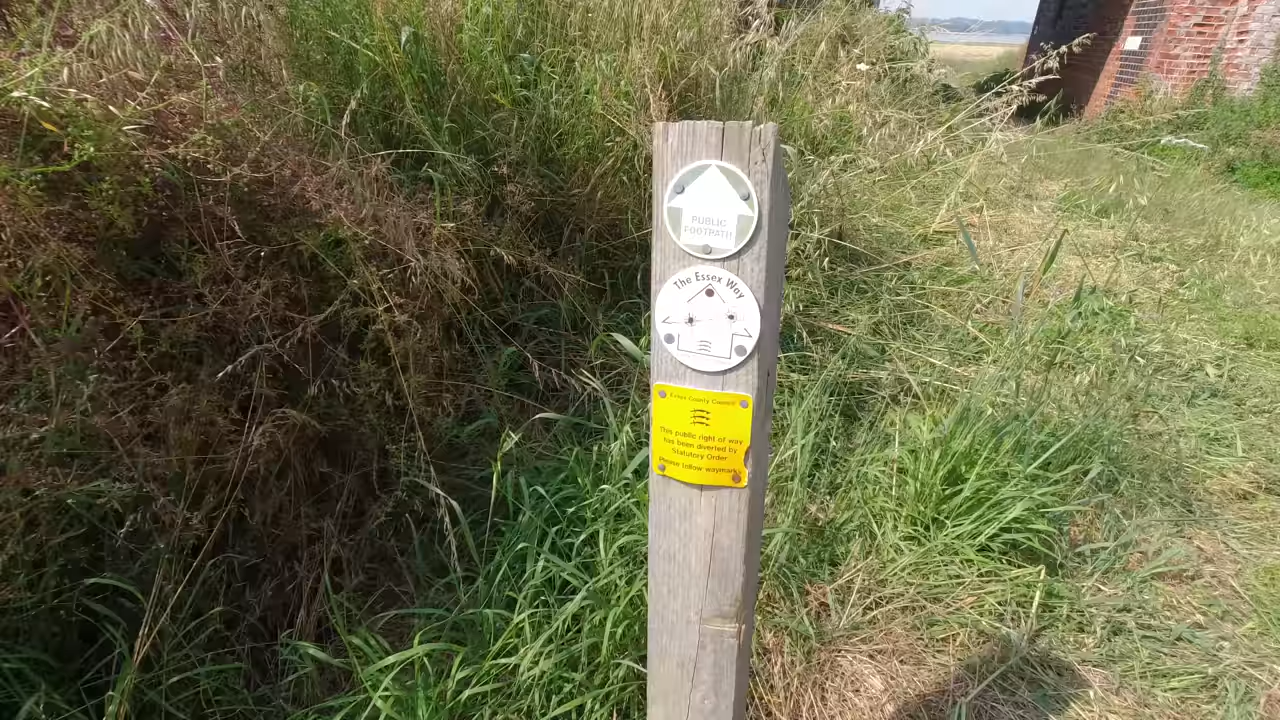 PUBLIC
FOOTPATH
The Essex Way
Essex County Council
This public right of way
has been diverted by
Statutory Order
Please follow waymarks